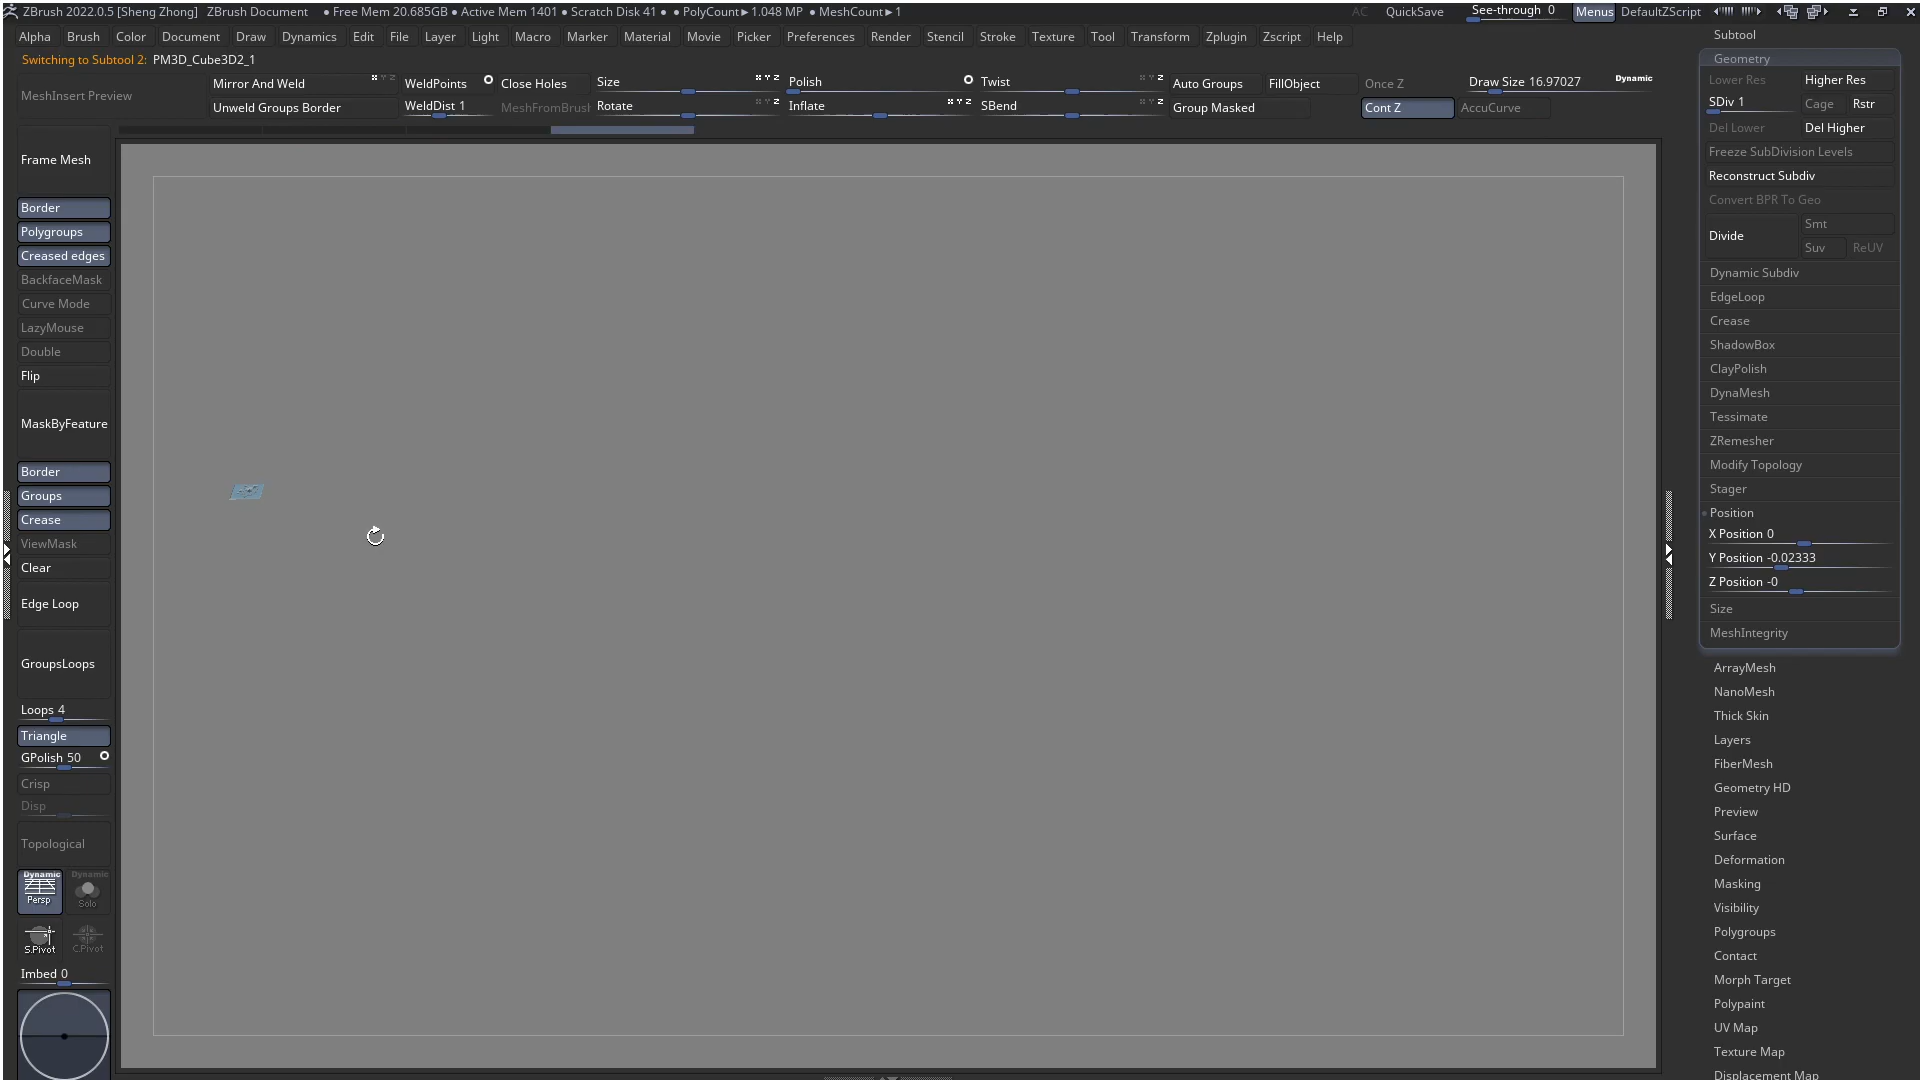 ZBrush 2022.0.5 [Sheng Zhong] ZBrush Document ● Free Mem 20.685GB ● Active Mem 1401 ● Scratch Disk 41 ● ● PolyCount► 1.048 MP ● MeshCount► 1 AC QuickSave See-through 0 Menus DefaultZScript
Alpha Brush Color Document Draw Dynamics Edit File Layer Light Macro Marker Material Movie Picker Preferences Render Stencil Stroke Texture Tool Transform Zplugin Zscript Help
Switching to Subtool 2: PM3D_Cube3D2_1
MeshInsert Preview
Mirror And Weld
Unweld Groups Border
WeldPoints
WeldDist 1
Close Holes
MeshFromBrush
Size
Rotate
Polish
Inflate
Twist
SBend
Auto Groups
Group Masked
FillObject
Once Z
Cont Z
Draw Size 16.97027
Dynamic
AccuCurve
Frame Mesh
Border
Polygroups
Creased edges
BackfaceMask
Curve Mode
LazyMouse
Double
Flip
MaskByFeature
Border
Groups
Crease
ViewMask
Clear
Edge Loop
GroupsLoops
Loops 4
Triangle
GPolish 50
Crisp
Disp
Topological
Dynamic
Persp
Dynamic
Solo
S.Pivot
C.Pivot
Imbed 0
Subtool
Geometry
Lower Res Higher Res
SDiv 1 Cage Rstr
Del Lower Del Higher
Freeze SubDivision Levels
Reconstruct Subdiv
Convert BPR To Geo
Divide
Smt
Suv ReUV
Dynamic Subdiv
EdgeLoop
Crease
ShadowBox
ClayPolish
DynaMesh
Tessimate
ZRemesher
Modify Topology
Stager
Position
X Position 0
Y Position -0.02333
Z Position -0
Size
MeshIntegrity
ArrayMesh
NanoMesh
Thick Skin
Layers
FiberMesh
Geometry HD
Preview
Surface
Deformation
Masking
Visibility
Polygroups
Contact
Morph Target
Polypaint
UV Map
Texture Map
Displacement Map